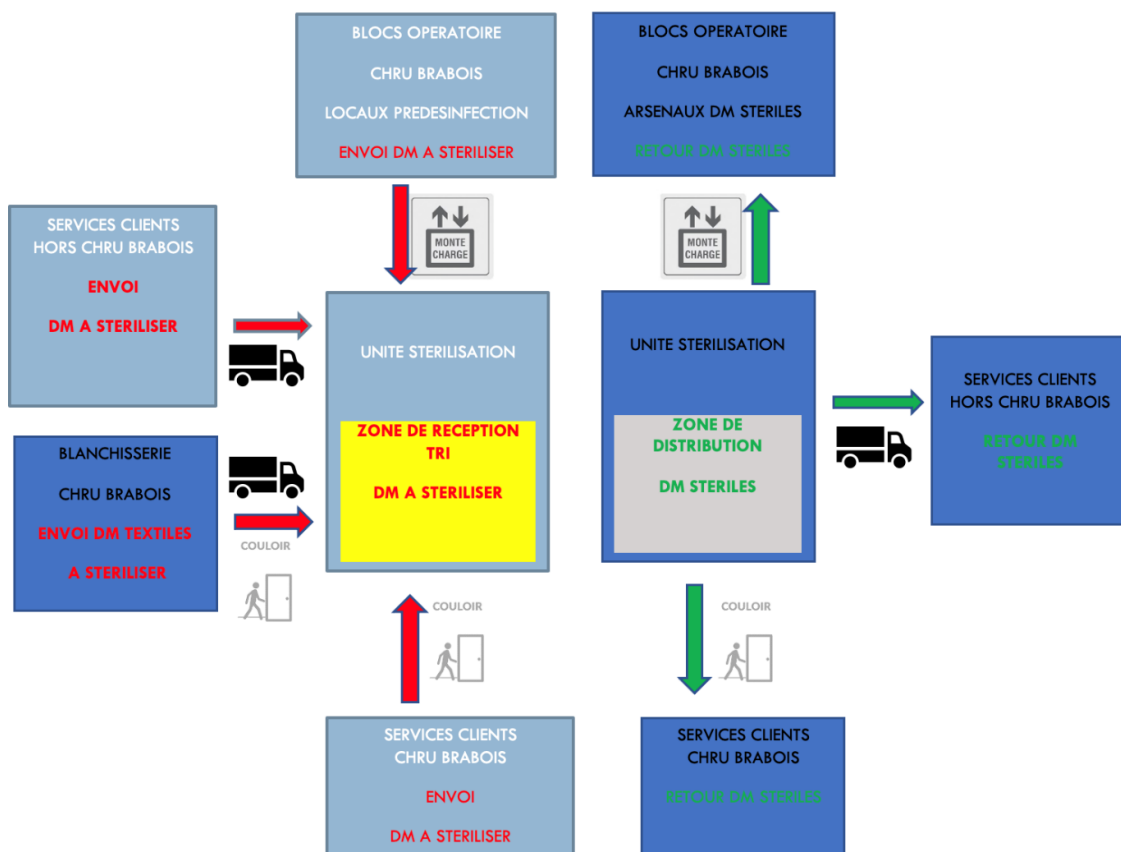 BLOCS OPERATOIRE
CHRU BRABOIS
LOCAUX PREDESINFECTION
ENVOI DM A STERILISER
BLOCS OPERATOIRE
CHRU BRABOIS
ARSENAUX DM STERILES
RETOUR DM STERILES
MONTE
CHARGE
MONTE
CHARGE
SERVICES CLIENTS
HORS CHRU BRABOIS
ENVOI
DM A STERILISER
UNITE STERILISATION
ZONE DE RECEPTION
TRI
DM A STERILISER
UNITE STERILISATION
ZONE DE
DISTRIBUTION
DM STERILES
SERVICES CLIENTS
HORS CHRU BRABOIS
RETOUR DM
STERILES
BLANCHISSERIE
CHRU BRABOIS
ENVOI DM TEXTILES
A STERILISER
COULOIR
COULOIR
COULOIR
SERVICES CLIENTS
CHRU BRABOIS
ENVOI
DM A STERILISER
SERVICES CLIENTS
CHRU BRABOIS
RETOUR DM STERILES